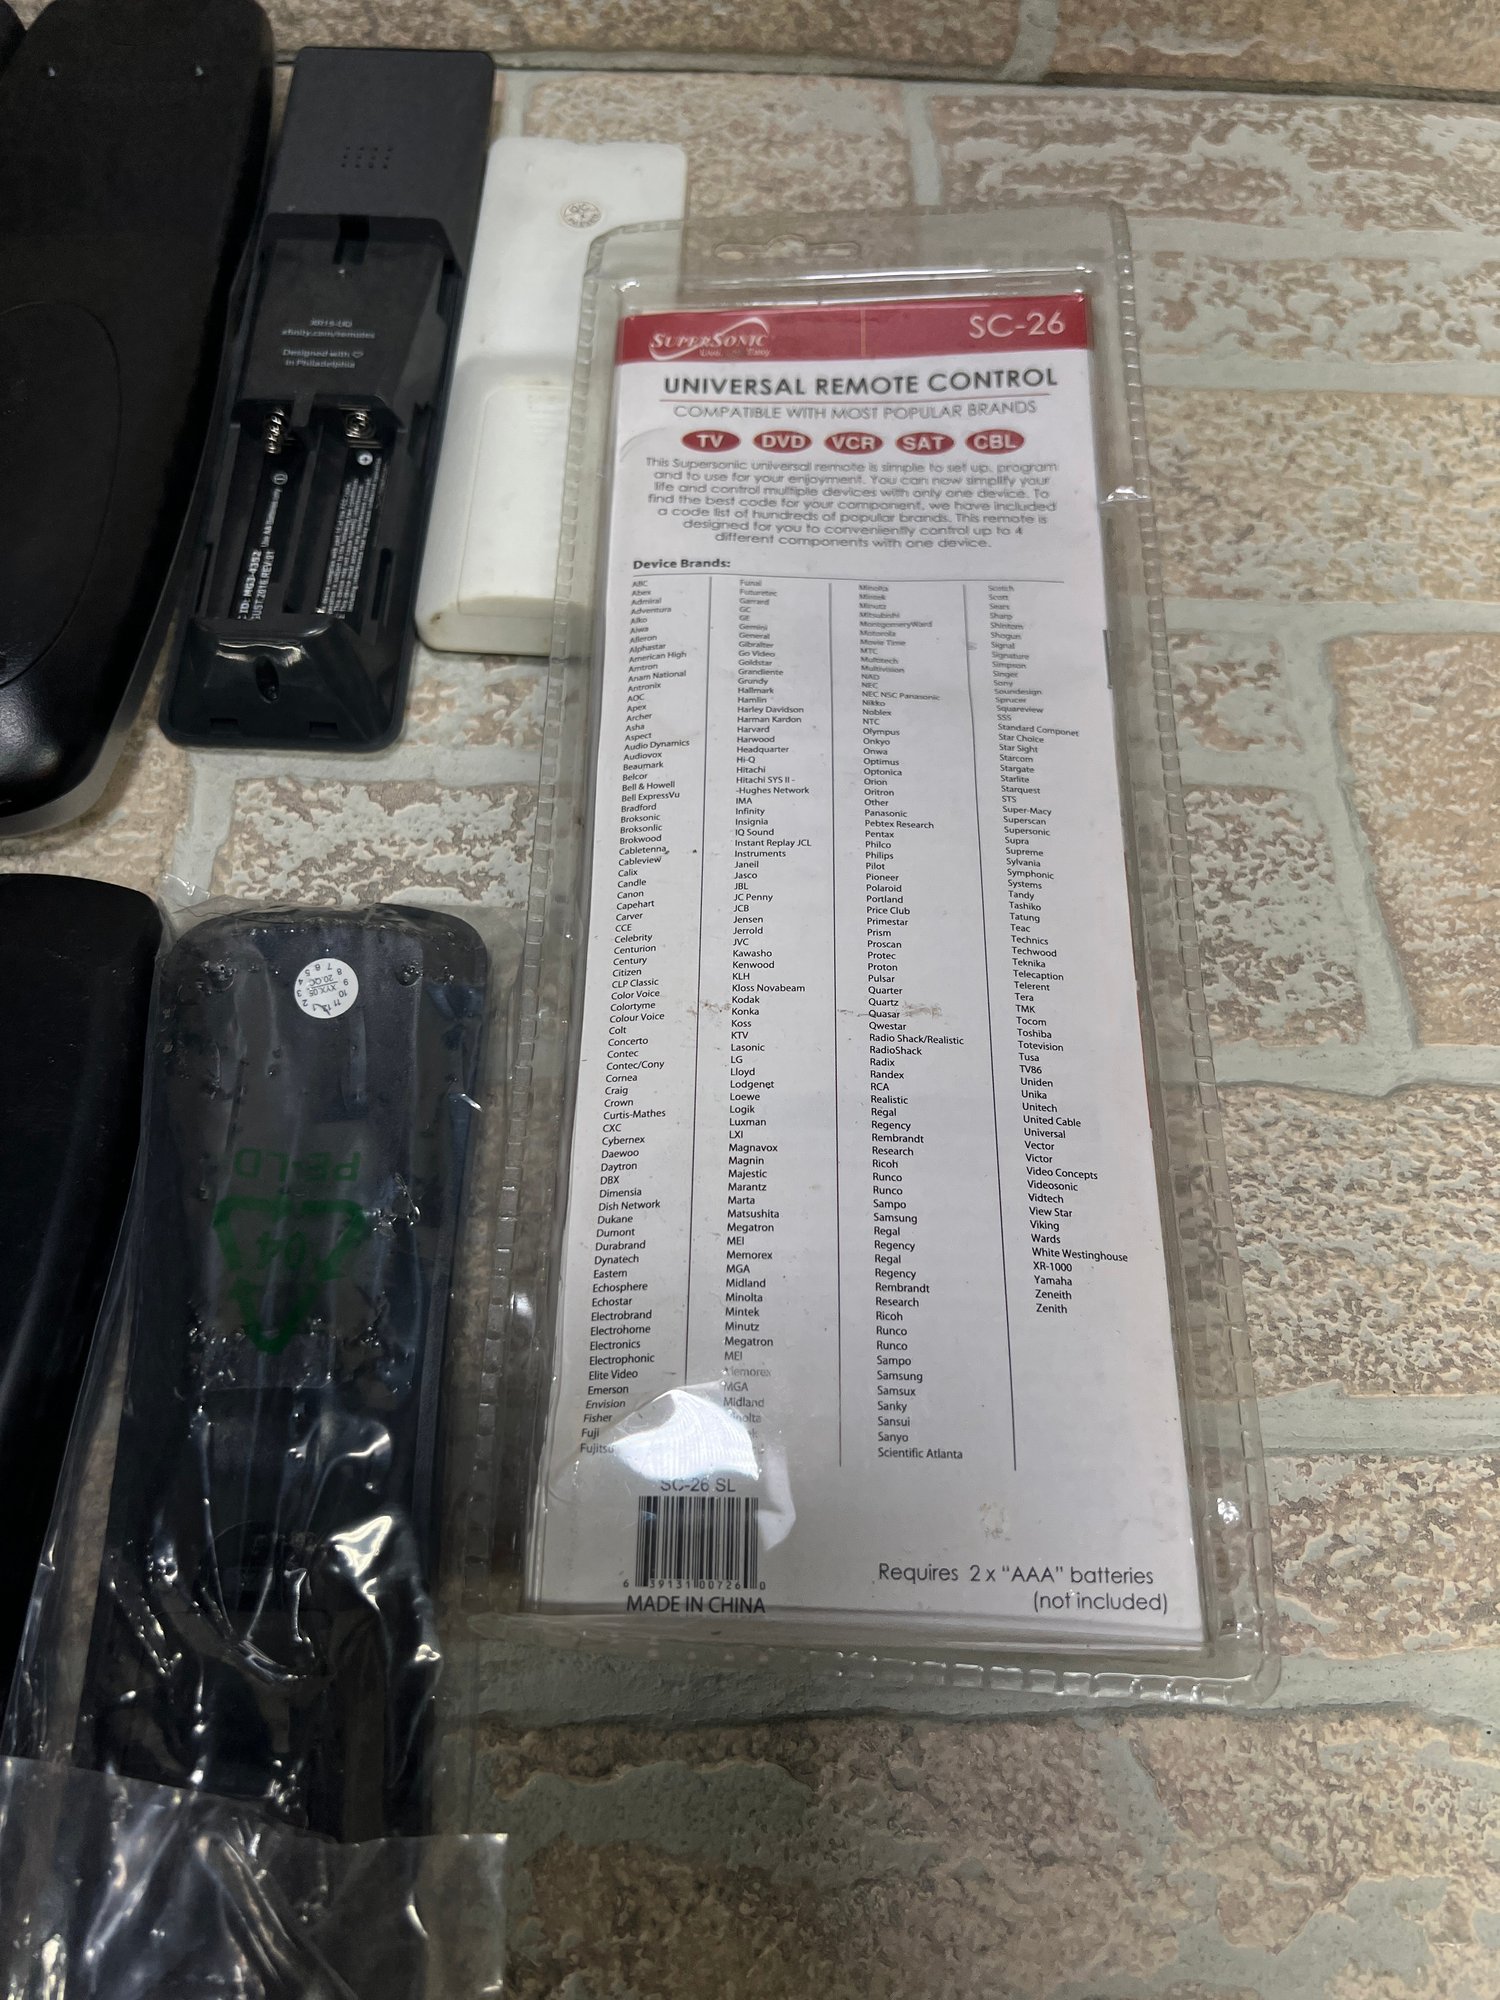 SUPERSONIC
SC-26
UNIVERSAL REMOTE CONTROL
COMPATIBLE WITH MOST POPULAR BRANDS
TV DVD VCR SAT CBL
This Supersonic universal remote is simple to set up, program
and to use for your enjoyment. You can now simplify your
life and control multiple devices with only one device. To
find the best code for your component, we have included
a code list of hundreds of popular brands. This remote is
designed for you to conveniently control up to 4
different components with one device.
Device Brands:
ABC
Abex
Admiral
Adventura
Aiko
Aiwa
Alleron
Alphastar
American High
Amtron
Anam National
Antronix
AOC
Apex
Archer
Asha
Aspect
Audio Dynamics
Audiovox
Beaumark
Belcor
Bell & Howell
Bell ExpressVu
Bradford
Broksonic
Broksonlic
Brokwood
Cabletenna
Cableview
Calix
Candle
Canon
Capehart
Carver
CCE
Celebrity
Centurion
Century
Citizen
CLP Classic
Color Voice
Colortyme
Colour Voice
Colt
Concerto
Contec
Contec/Cony
Cornea
Craig
Crown
Curtis-Mathes
CXC
Cybernex
Daewoo
Daytron
DBX
Dimensia
Dish Network
Dukane
Dumont
Durabrand
Dynatech
Eastern
Echosphere
Echostar
Electrobrand
Electrohome
Electronics
Electrophonic
Elite Video
Emerson
Envision
Fisher
Fuji
Fujitsu
Funai
Futuretec
Garrard
GC
GE
Gemini
General
Gibralter
Go Video
Goldstar
Grandiente
Grundy
Hallmark
Hamlin
Harley Davidson
Harman Kardon
Harvard
Harwood
Headquarter
Hi-Q
Hitachi
Hitachi SYS II -
-Hughes Network
IMA
Infinity
Insignia
IQ Sound
Instant Replay JCL
Instruments
Janeil
Jasco
JBL
JC Penny
JCB
Jensen
Jerrold
JVC
Kawasho
Kenwood
KLH
Kloss Novabeam
Kodak
Konka
Koss
KTV
Lasonic
LG
Lloyd
Lodgenet
Loewe
Logik
Luxman
LXI
Magnavox
Magnin
Majestic
Marantz
Marta
Matsushita
Megatron
MEI
Memorex
MGA
Midland
Minolta
Mintek
Minutz
Megatron
MEI
Memorex
MGA
Midland
Minolta
Minolta
Mintek
Minutz
Mitsubishi
MontgomeryWard
Motorola
Movie Time
MTC
Multitech
Multivision
NAD
NEC
NEC NSC Panasonic
Nikko
Noblex
NTC
Olympus
Onkyo
Onwa
Optimus
Optonica
Orion
Oritron
Other
Panasonic
Pebtex Research
Pentax
Philco
Philips
Pilot
Pioneer
Polaroid
Portland
Price Club
Primestar
Prism
Proscan
Protec
Proton
Pulsar
Quarter
Quartz
Quasar
Qwestar
Radio Shack/Realistic
RadioShack
Radix
Randex
RCA
Realistic
Regal
Regency
Rembrandt
Research
Ricoh
Runco
Runco
Sampo
Samsung
Regal
Regency
Regal
Regency
Rembrandt
Research
Ricoh
Runco
Runco
Sampo
Samsung
Samsux
Sanky
Sansui
Sanyo
Scientific Atlanta
Scotch
Scott
Sears
Sharp
Shintom
Shogun
Signal
Signature
Simpson
Singer
Sony
Soundesign
Sprucer
Squareview
SSS
Standard Componet
Star Choice
Star Sight
Starcom
Stargate
Starlite
Starquest
STS
Super-Macy
Superscan
Supersonic
Supra
Supreme
Sylvania
Symphonic
Systems
Tandy
Tashiko
Tatung
Teac
Technics
Techwood
Teknika
Telecaption
Telerent
Tera
TMK
Tocom
Toshiba
Totevision
Tusa
TV86
Uniden
Unika
Unitech
United Cable
Universal
Vector
Victor
Video Concepts
Videosonic
Vidtech
View Star
Viking
Wards
White Westinghouse
XR-1000
Yamaha
Zeneith
Zenith
SC-26 SL
6 39131 00726 0
MADE IN CHINA
Requires 2 x "AAA" batteries
(not included)
xfinity.com/remotes
Designed with
in Philadelphia
04